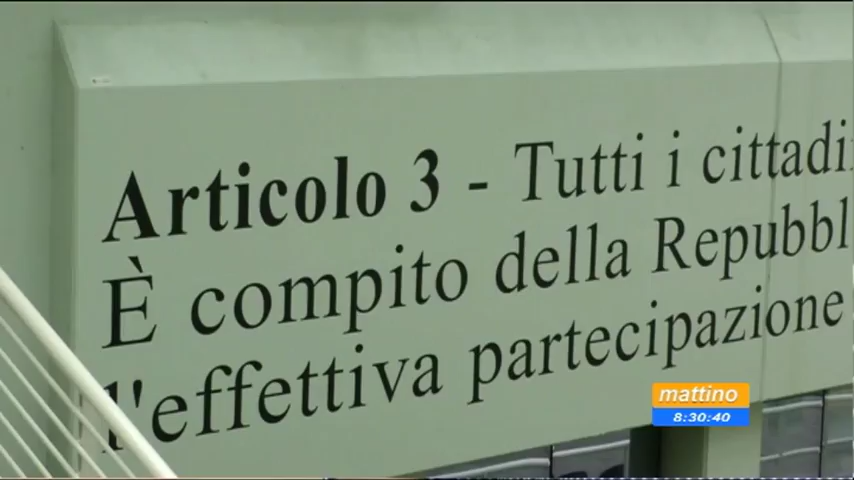 Articolo 3 - Tutti i cittadi
È compito della Repubbl
l'effettiva partecipazione
mattino
8:30:40